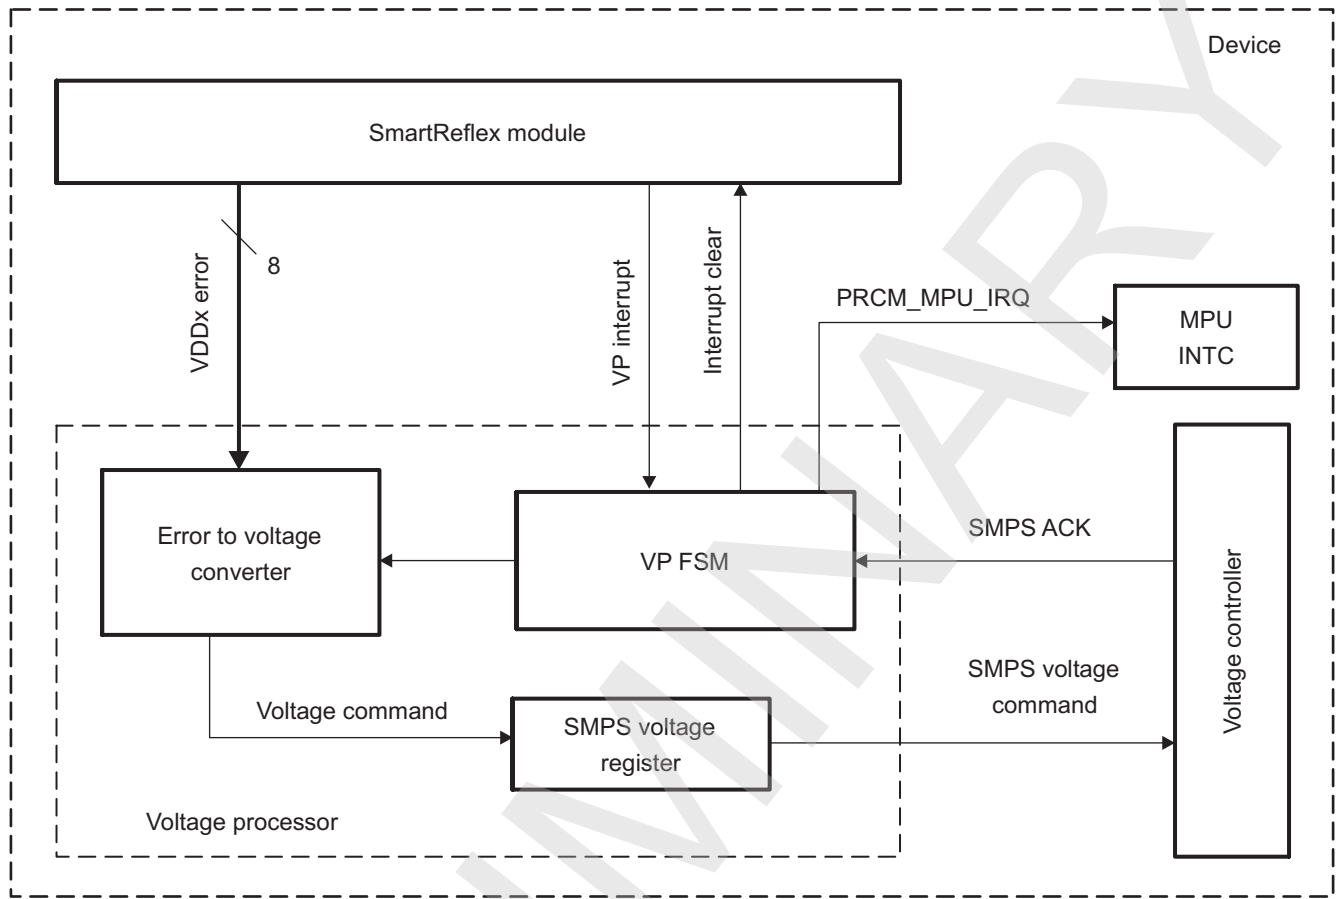 Device
SmartReflex module
8
VDDx error
VP interrupt
Interrupt clear
PRCM_MPU_IRQ
MPU
INTC
Error to voltage
converter
VP FSM
SMPS ACK
Voltage controller
SMPS voltage
command
Voltage command
SMPS voltage
register
Voltage processor
IMINARY